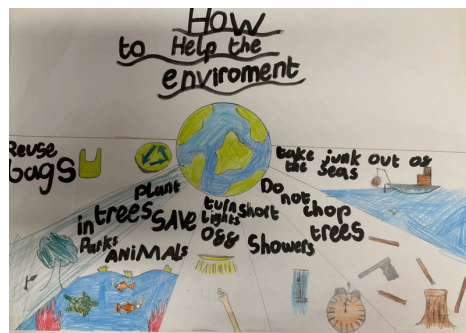 How
to Help the
enviroment
Reuse
bags
plant
trees
in
Parks
SAVE
ANIMALS
turn
lights
off
short
showers
Do
not
chop
trees
take junk out of
the seas